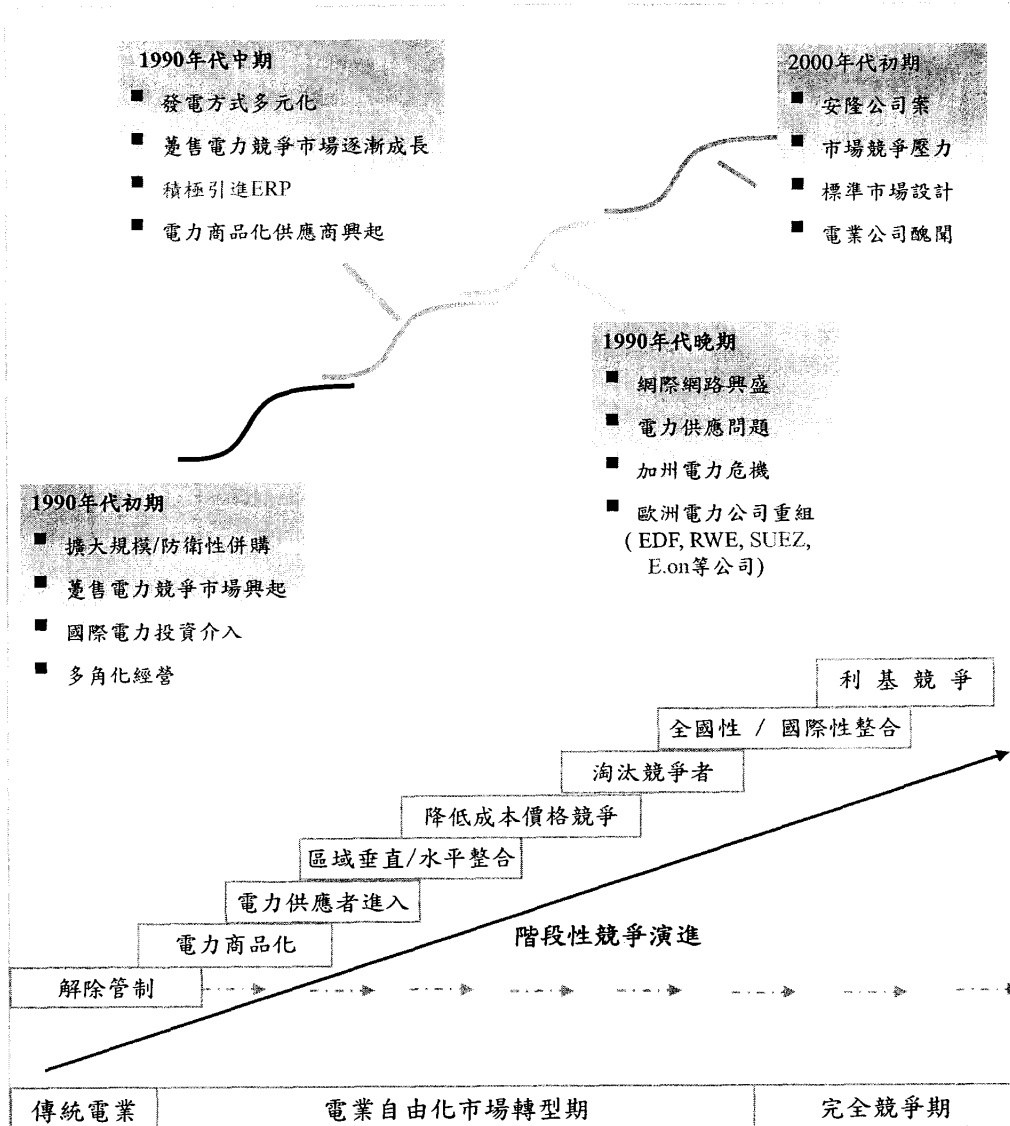 1990年代中期
■ 發電方式多元化
■ 躉售電力競爭市場逐漸成長
■ 積極引進ERP
■ 電力商品化供應商興起
2000年代初期
■ 安隆公司案
■ 市場競爭壓力
■ 標準市場設計
■ 電業公司醜聞
1990年代晚期
■ 網際網路興盛
■ 電力供應問題
■ 加州電力危機
■ 歐洲電力公司重組
( EDF, RWE, SUEZ,
E.on等公司)
1990年代初期
■ 擴大規模/防衛性併購
■ 躉售電力競爭市場興起
■ 國際電力投資介入
■ 多角化經營
利 基 競 爭
全國性 / 國際性整合
淘汰競爭者
降低成本價格競爭
區域垂直/水平整合
電力供應者進入
電力商品化
階段性競爭演進
解除管制
傳統電業
電業自由化市場轉型期
完全競爭期